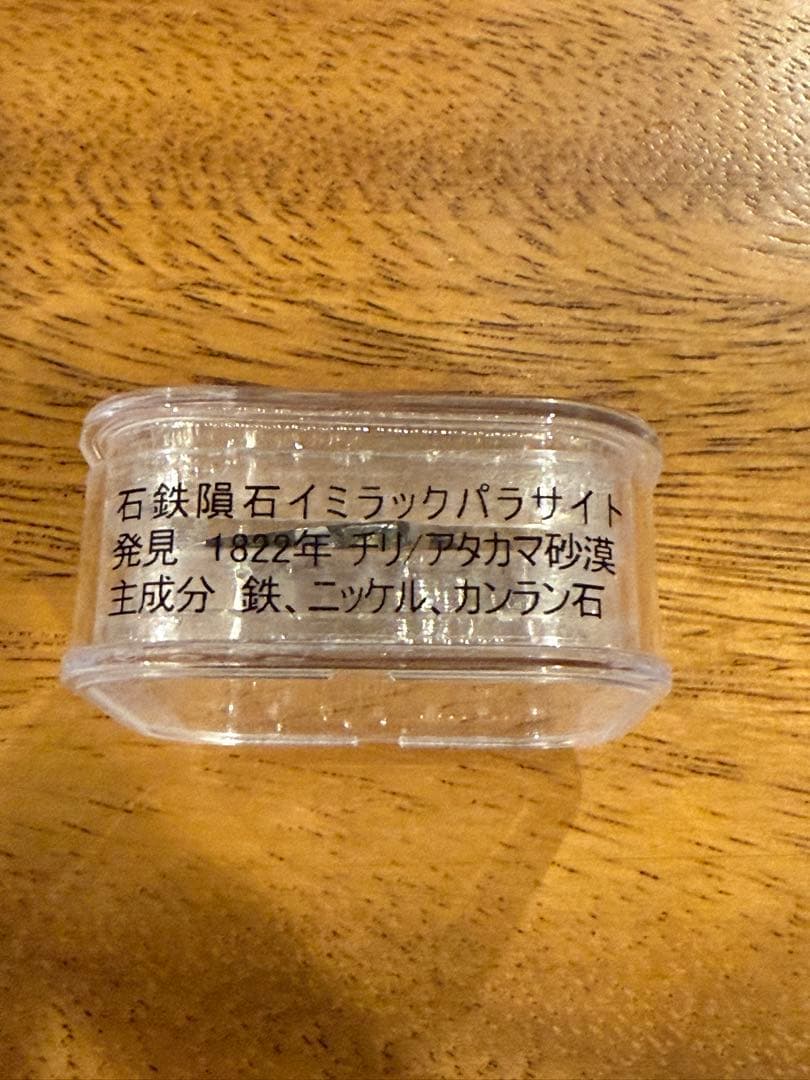 石鉄隕石イミラックパラサイト
発見 1822年 チリ/アタカマ砂漠
主成分 鉄、ニッケル、カンラン石